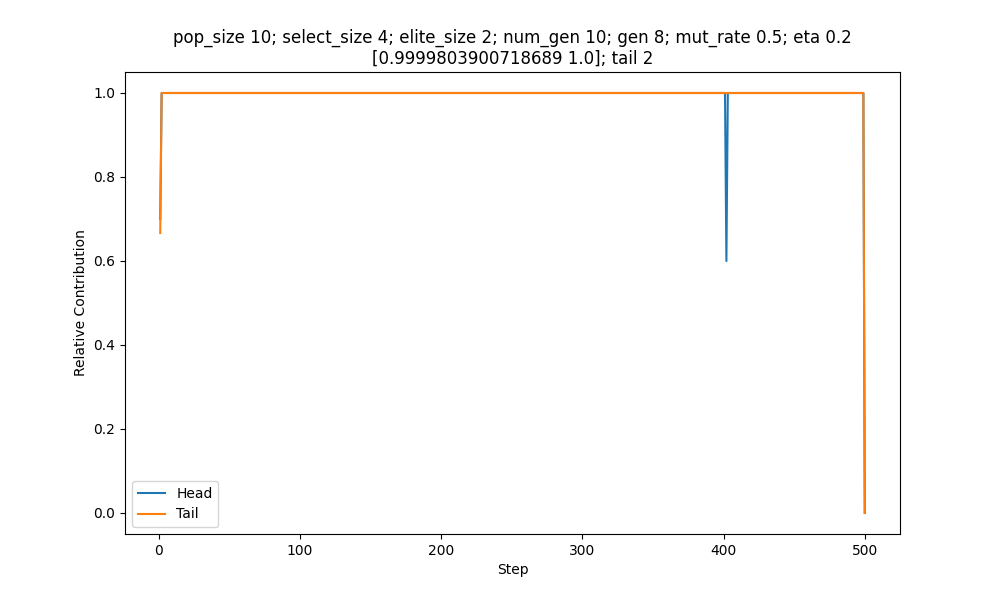 pop_size 10; select_size 4; elite_size 2; num_gen 10; gen 8; mut_rate 0.5; eta 0.2
[0.9999803900718689 1.0]; tail 2
1.0
0.8
0.6
0.4
0.2
0.0
Relative Contribution
Head
Tail
0
100
200
300
400
500
Step